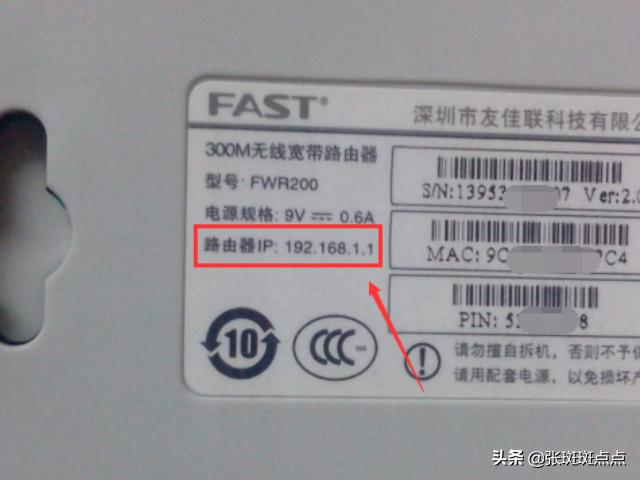 FAST®
深圳市友佳联科技有限公
300M无线宽带路由器
型号: FWR200
电源规格: 9V 0.6A
路由器IP: 192.168.1.1
S/N:13953 07 Ver:2.0
MAC: 9C 7C4
PIN: 5 8
10
CCC
请勿擅自拆机，否则不予保
请用配套电源，以免损坏产
头条 @张斑斑点点